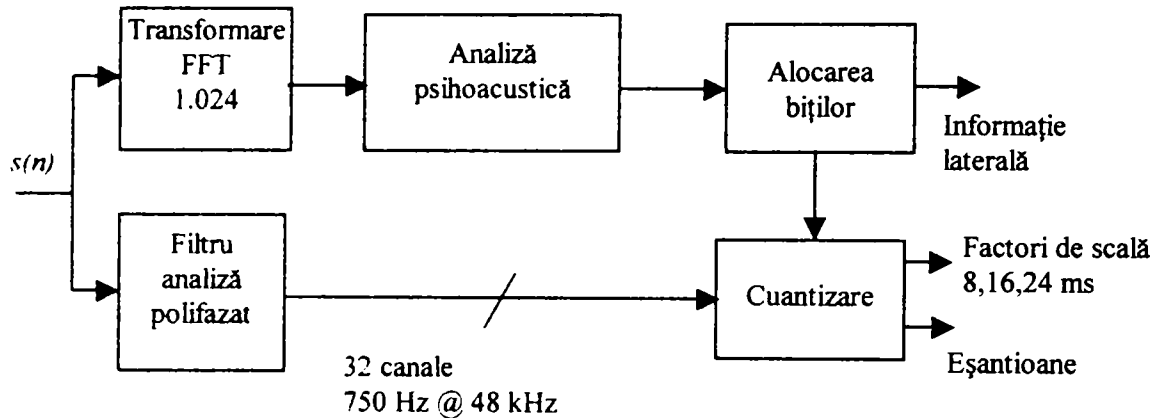 Transformare
FFT
1.024
Analiză
psihoacustică
Alocarea
biților
Informație
laterală
s(n)
Filtru
analiză
polifazat
32 canale
750 Hz @ 48 kHz
Cuantizare
Factori de scală
8,16,24 ms
Eşantioane